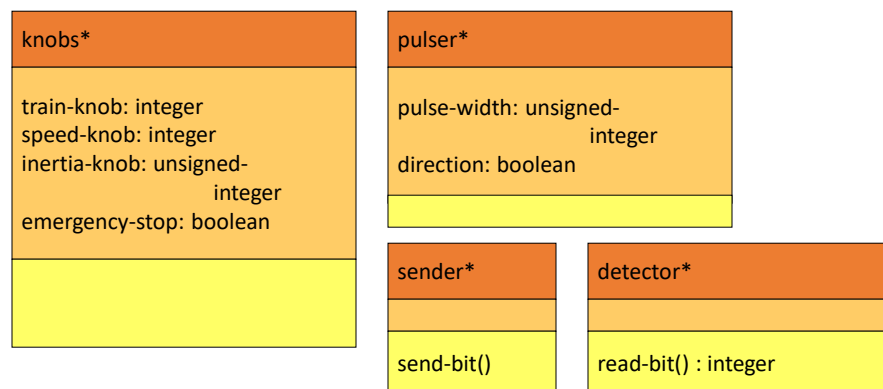 knobs*
train-knob: integer
speed-knob: integer
inertia-knob: unsigned-
integer
emergency-stop: boolean
pulser*
pulse-width: unsigned-
integer
direction: boolean
sender*
send-bit()
detector*
read-bit() : integer